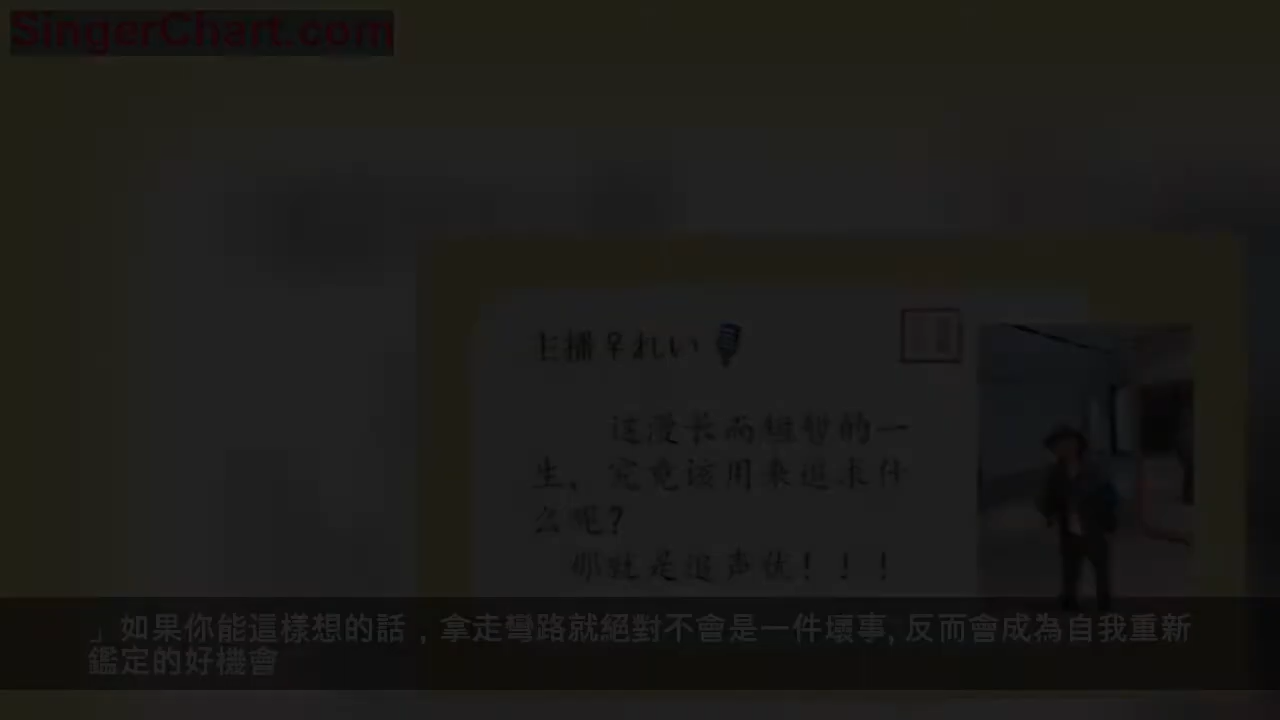 SingerChart.com
主播早れい
这漫长而短暂的一
生，究竟该用来追求什
么呢？
那就是追声优！！！
」如果你能這樣想的話，拿走彎路就絕對不會是一件壞事, 反而會成為自我重新
鑑定的好機會